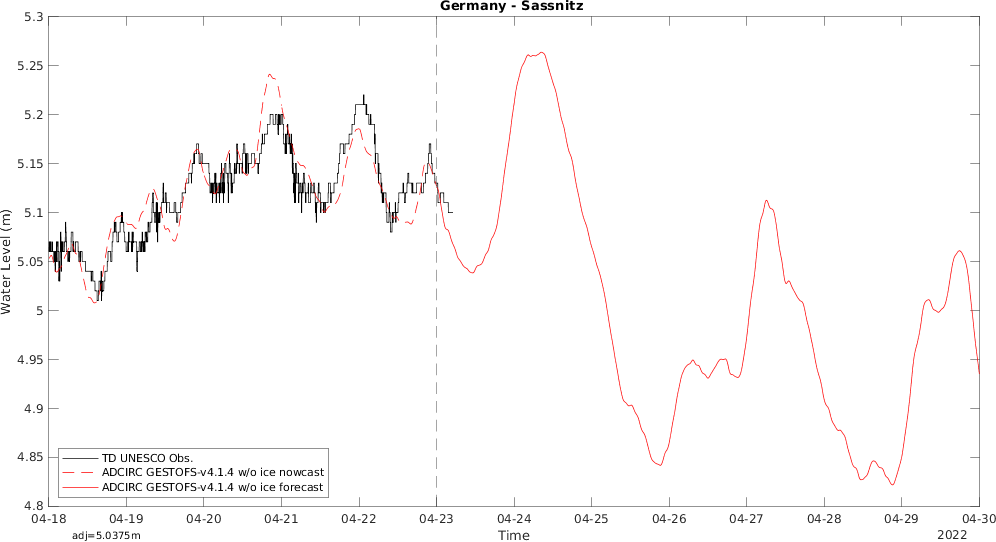 Germany - Sassnitz
5.3
5.25
5.2
5.15
5.1
5.05
5
4.95
4.9
4.85
4.8
Water Level (m)
TD UNESCO Obs.
ADCIRC GESTOFS-v4.1.4 w/o ice nowcast
ADCIRC GESTOFS-v4.1.4 w/o ice forecast
04-18 04-19 04-20 04-21 04-22 04-23 04-24 04-25 04-26 04-27 04-28 04-29 04-30
adj=5.0375m Time 2022